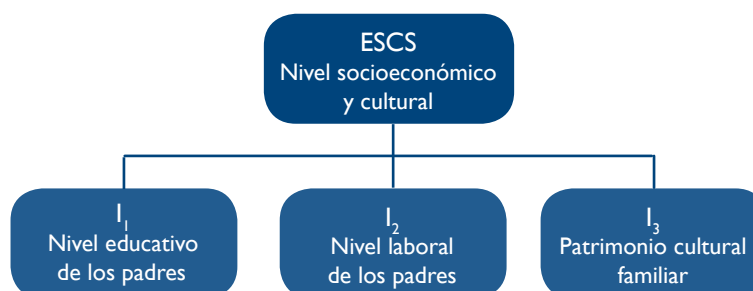 ESCS
Nivel socioeconómico
y cultural
I₁
Nivel educativo
de los padres
I₂
Nivel laboral
de los padres
I₃
Patrimonio cultural
familiar